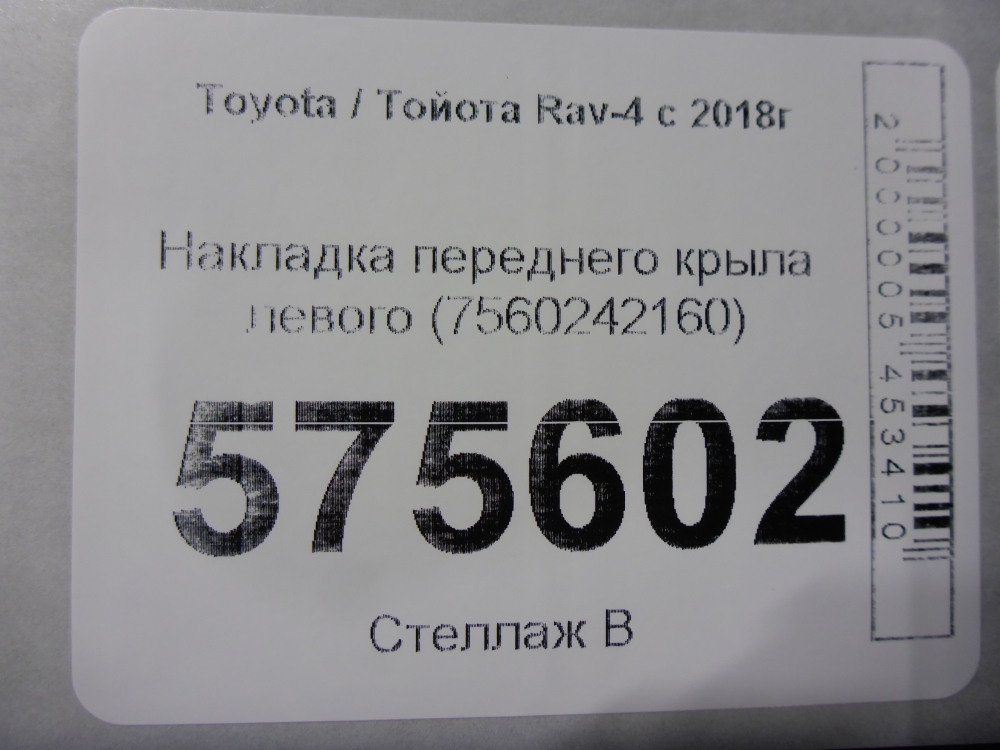 Toyota / Тойота Rav-4 с 2018г
Накладка переднего крыла
левого (7560242160)
575602
Стеллаж В
2000005453410